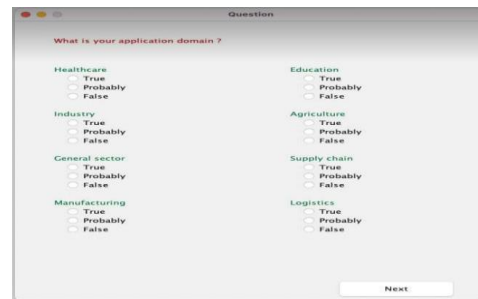 Question
What is your application domain ?
Healthcare
True
Probably
False
Education
True
Probably
False
Industry
True
Probably
False
Agriculture
True
Probably
False
General sector
True
Probably
False
Supply chain
True
Probably
False
Manufacturing
True
Probably
False
Logistics
True
Probably
False
Next